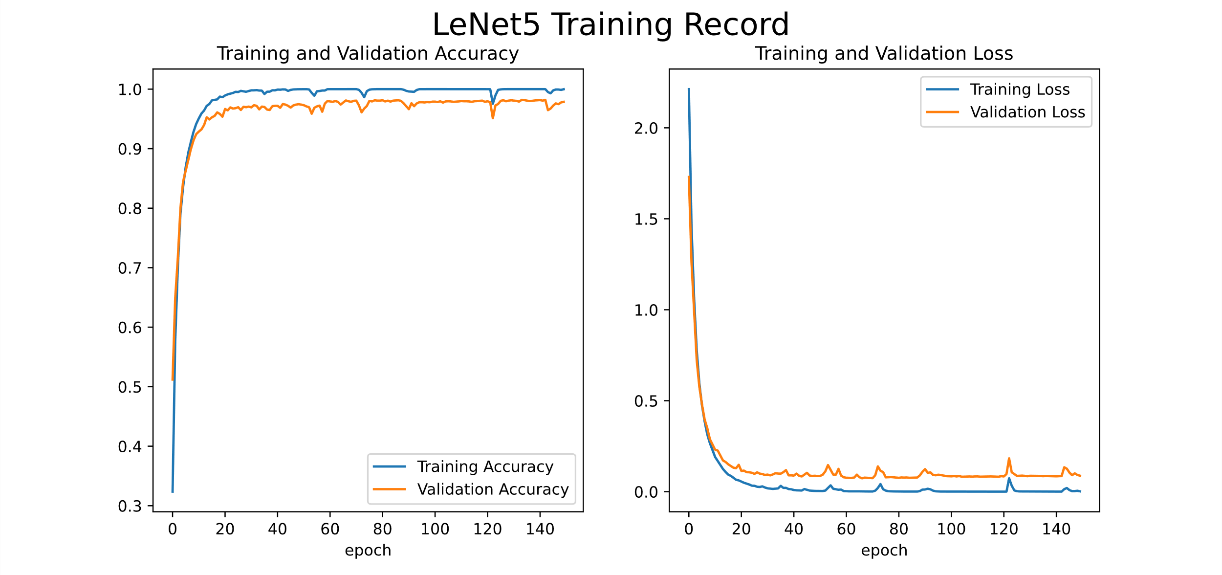 LeNet5 Training Record
Training and Validation Accuracy
1.0
0.9
0.8
0.7
0.6
0.5
0.4
0.3
Training Accuracy
Validation Accuracy
0 20 40 60 80 100 120 140
epoch
Training and Validation Loss
2.0
1.5
1.0
0.5
0.0
Training Loss
Validation Loss
0 20 40 60 80 100 120 140
epoch